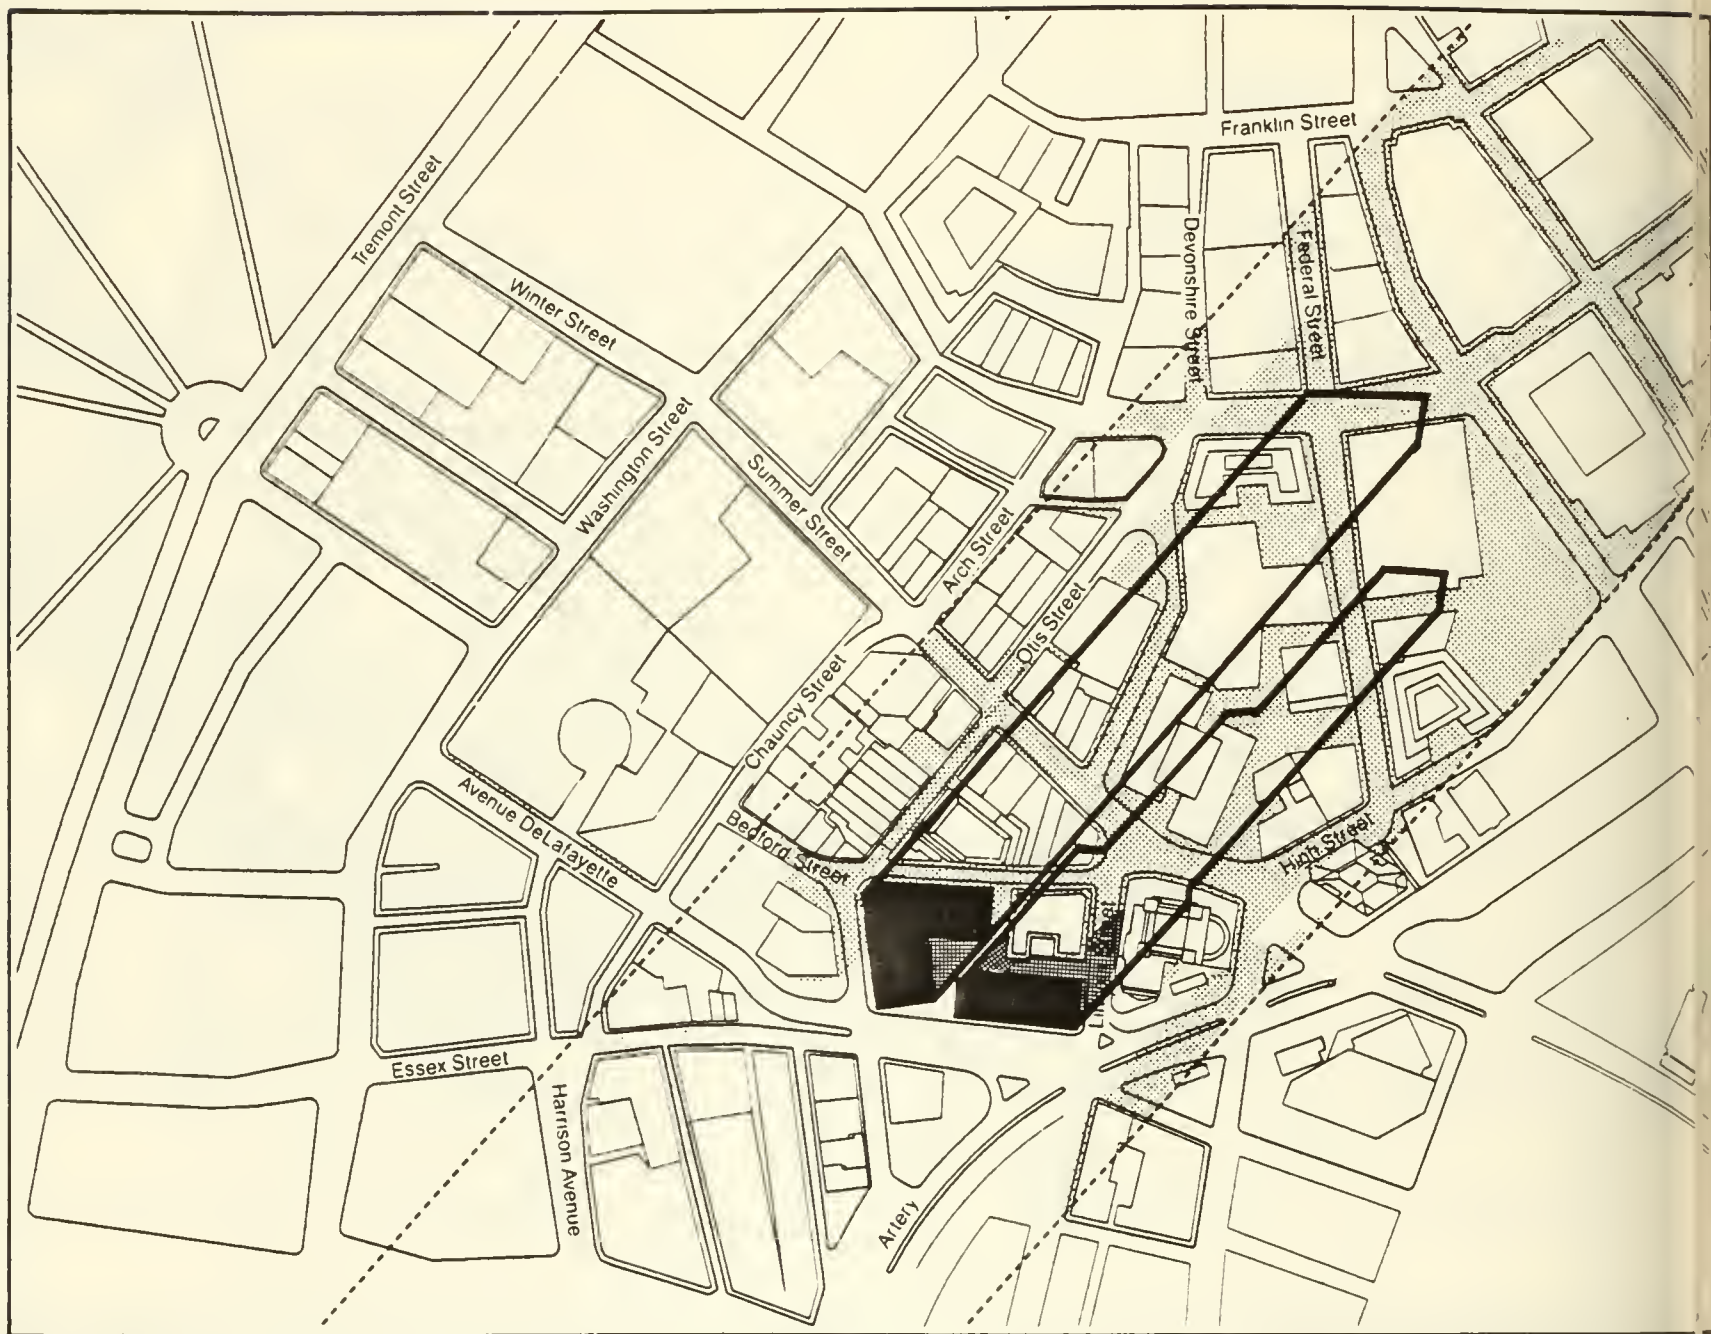 Franklin Street
Tremont Street
Devonshire Street
Federal Street
Winter Street
Washington Street
Summer Street
Arch Street
Otis Street
Chauncy Street
Avenue DeLafayette
Bedford Street
High Street
Essex Street
Harrison Avenue
Artery